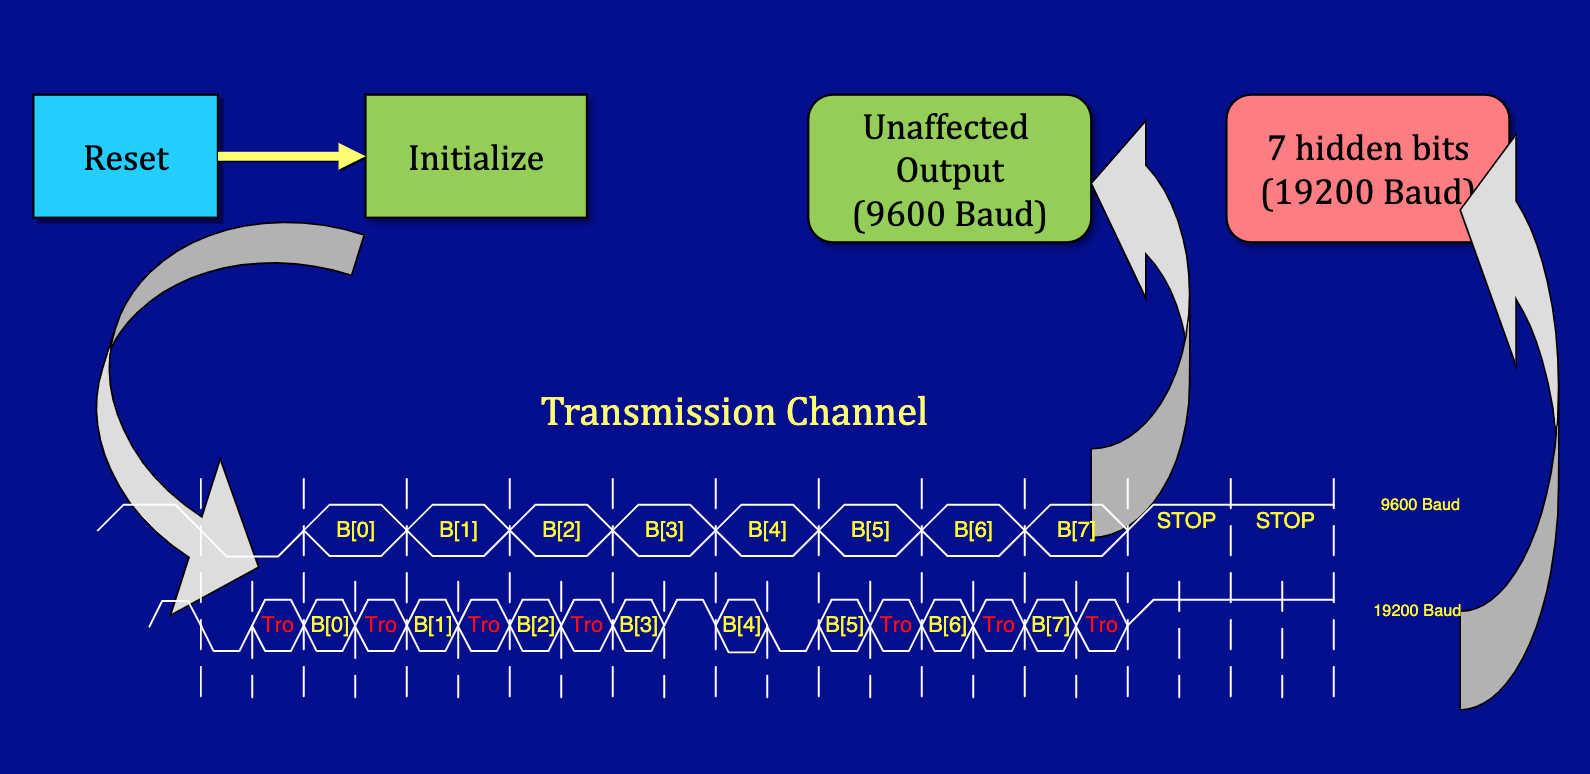 Reset
Initialize
Unaffected
Output
(9600 Baud)
7 hidden bits
(19200 Baud)
Transmission Channel
B[0] B[1] B[2] B[3] B[4] B[5] B[6] B[7] STOP STOP 9600 Baud
Tro B[0] Tro B[1] Tro B[2] Tro B[3] B[4] B[5] Tro B[6] Tro B[7] Tro 19200 Baud